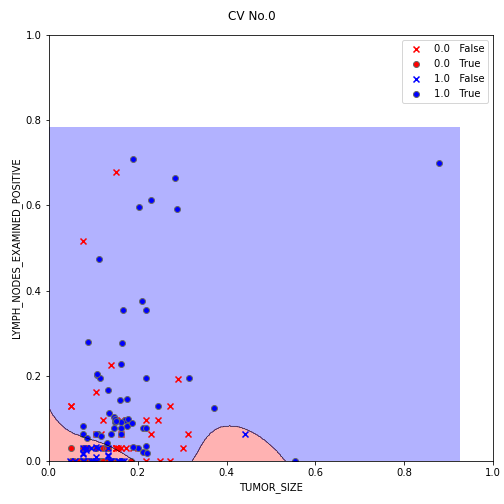 CV No.0
1.0
0.8
0.6
0.4
0.2
0.0
LYMPH_NODES_EXAMINED_POSITIVE
0.0 False
0.0 True
1.0 False
1.0 True
0.0 0.2 0.4 0.6 0.8 1.0
TUMOR_SIZE